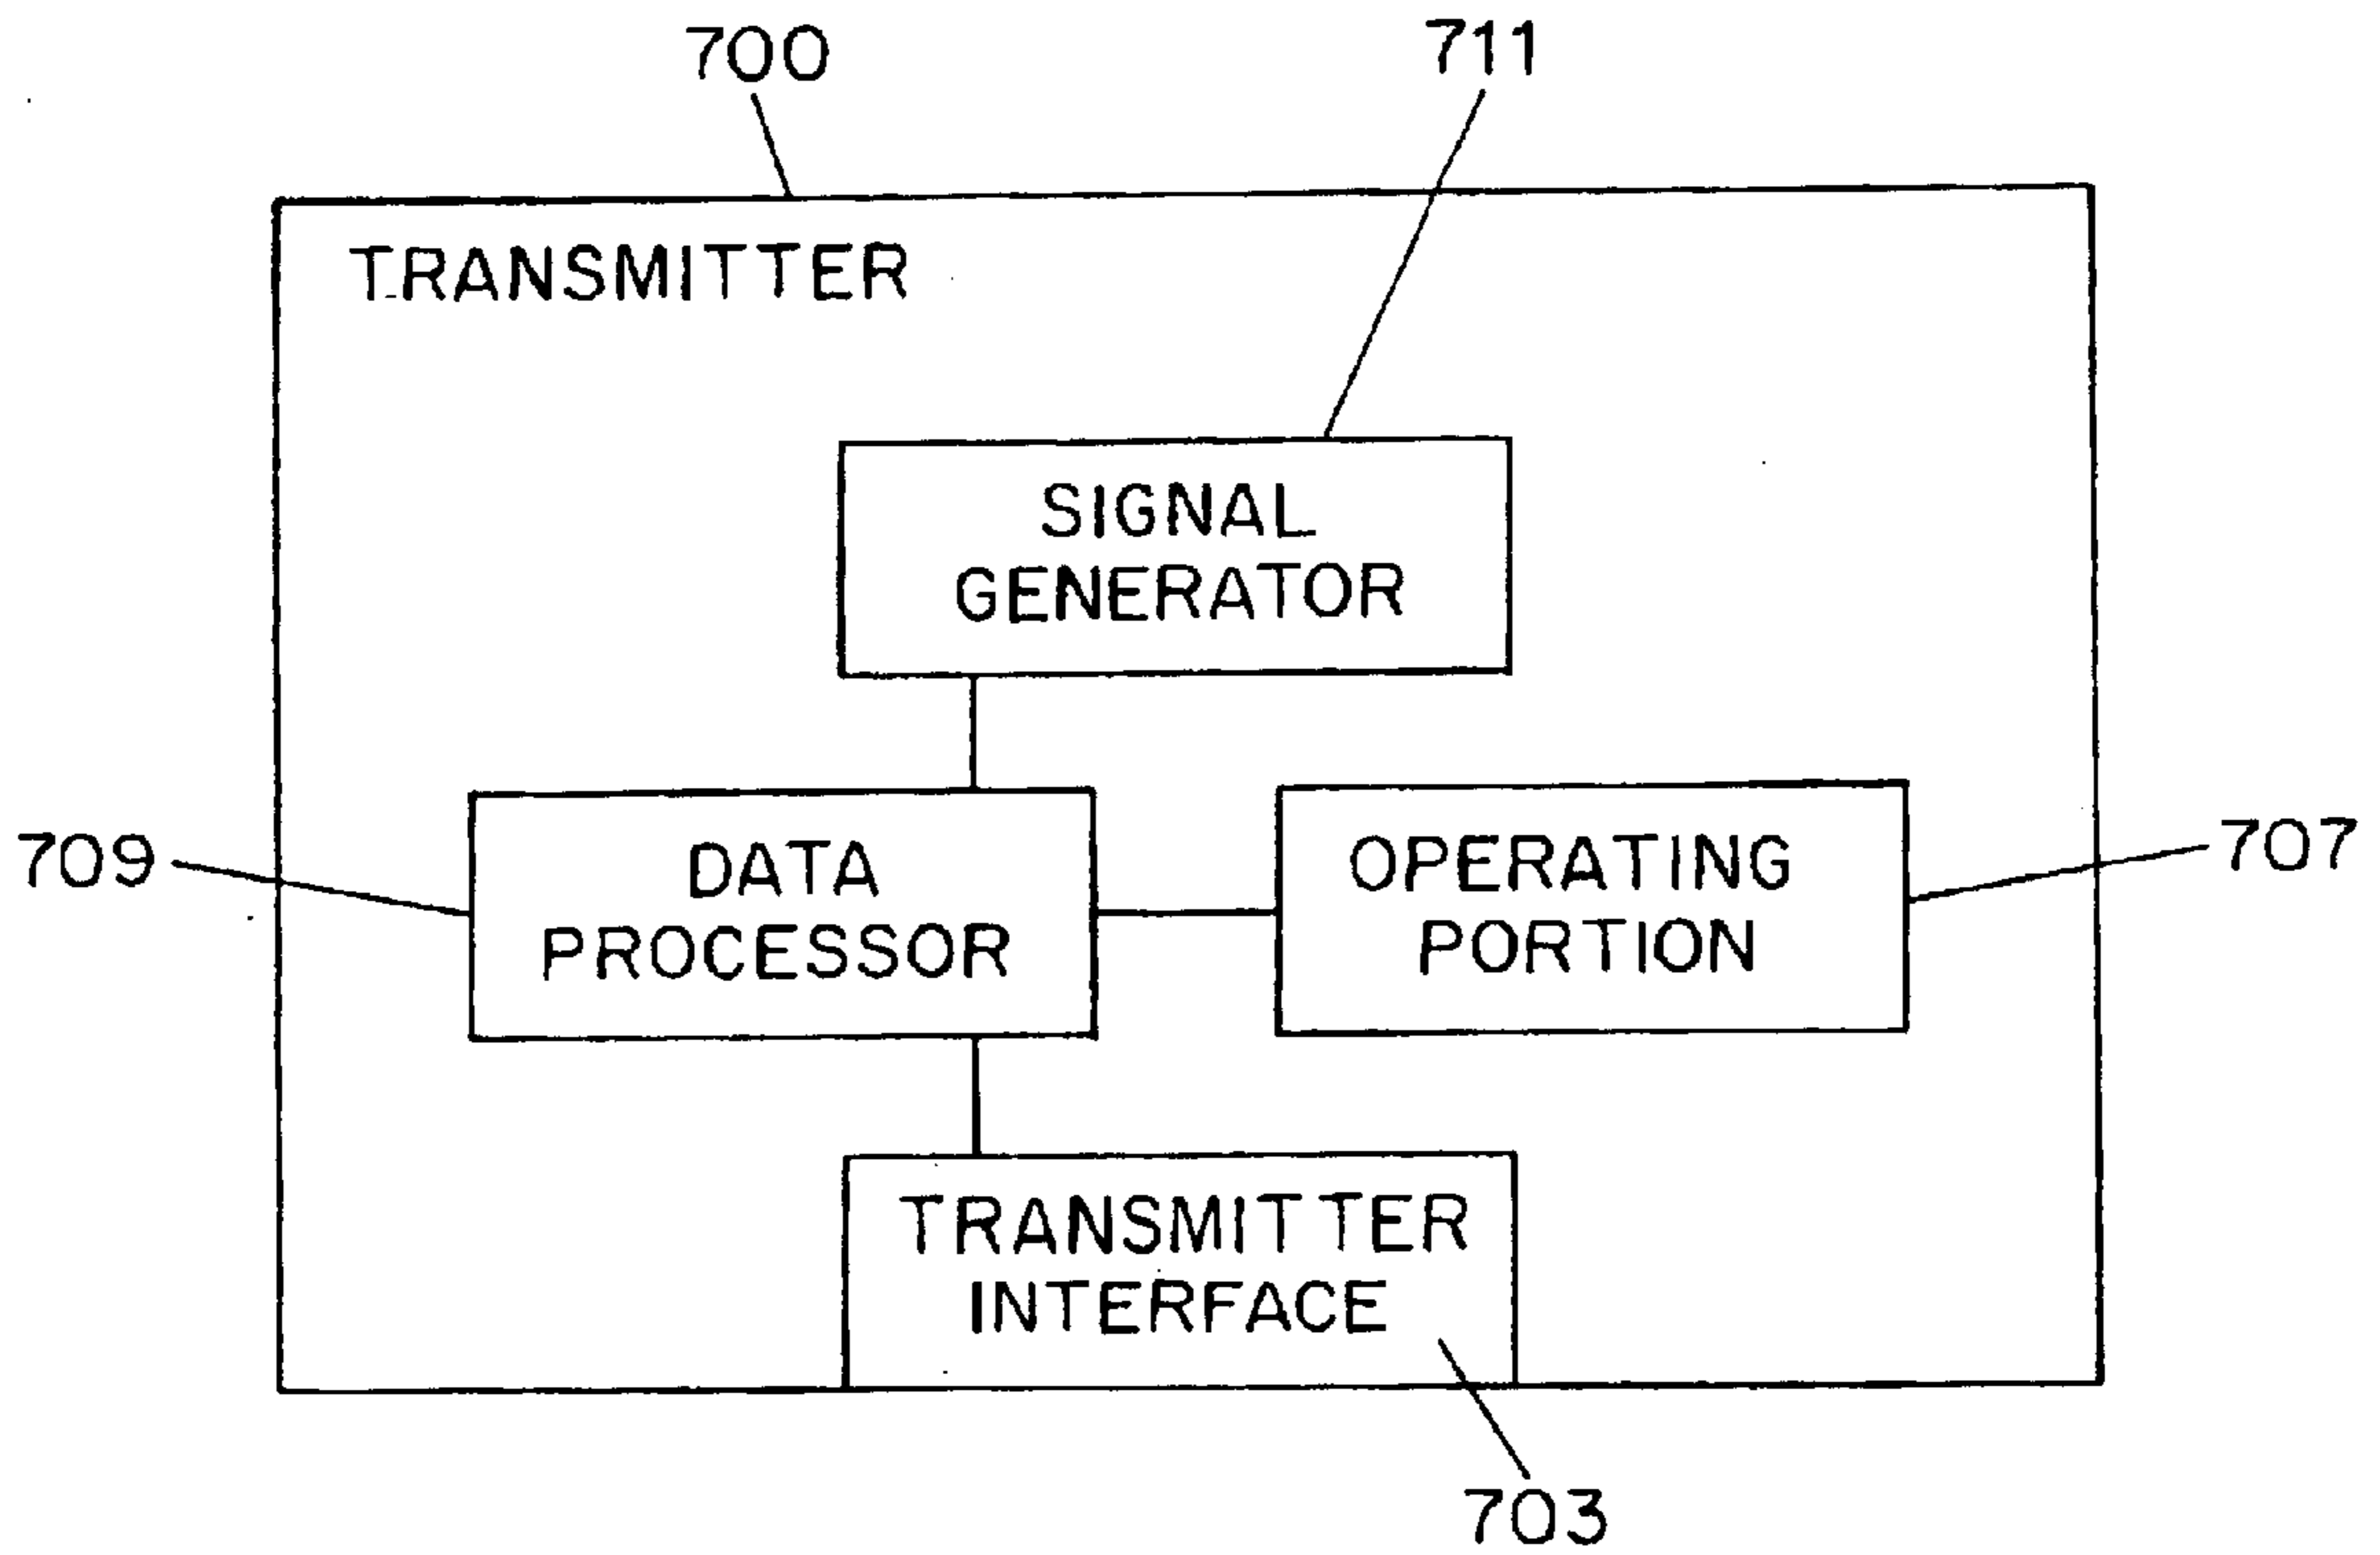 700
711
TRANSMITTER
SIGNAL
GENERATOR
709
DATA
PROCESSOR
OPERATING
PORTION
707
TRANSMITTER
INTERFACE
703